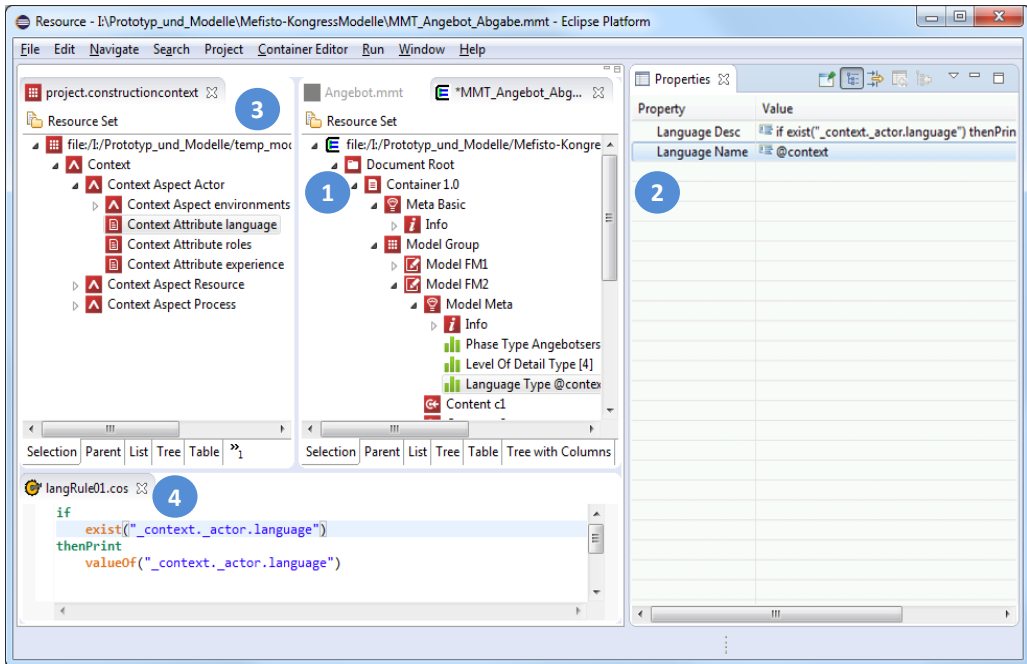 Resource - I:\Prototyp_und_Modelle\Mefisto-KongressModelle\MMT_Angebot_Abgabe.mmt - Eclipse Platform
File Edit Navigate Search Project Container Editor Run Window Help
project.constructioncontext
3
Resource Set
file:/I:/Prototyp_und_Modelle/temp_moc
Context
Context Aspect Actor
Context Aspect environments
Context Attribute language
Context Attribute roles
Context Attribute experience
Context Aspect Resource
Context Aspect Process
Selection Parent List Tree Table »1
Angebot.mmt *MMT_Angebot_Abg...
Resource Set
file:/I:/Prototyp_und_Modelle/Mefisto-Kongre
Document Root
1
Container 1.0
Meta Basic
Info
Model Group
Model FM1
Model FM2
Model Meta
Info
Phase Type Angebotsers
Level Of Detail Type [4]
Language Type @contex
Content c1
Selection Parent List Tree Table Tree with Columns
Properties
Property Value
Language Desc if exist("_context._actor.language") thenPrin
Language Name @context
2
langRule01.cos
4
if
exist("_context._actor.language")
thenPrint
valueOf("_context._actor.language")